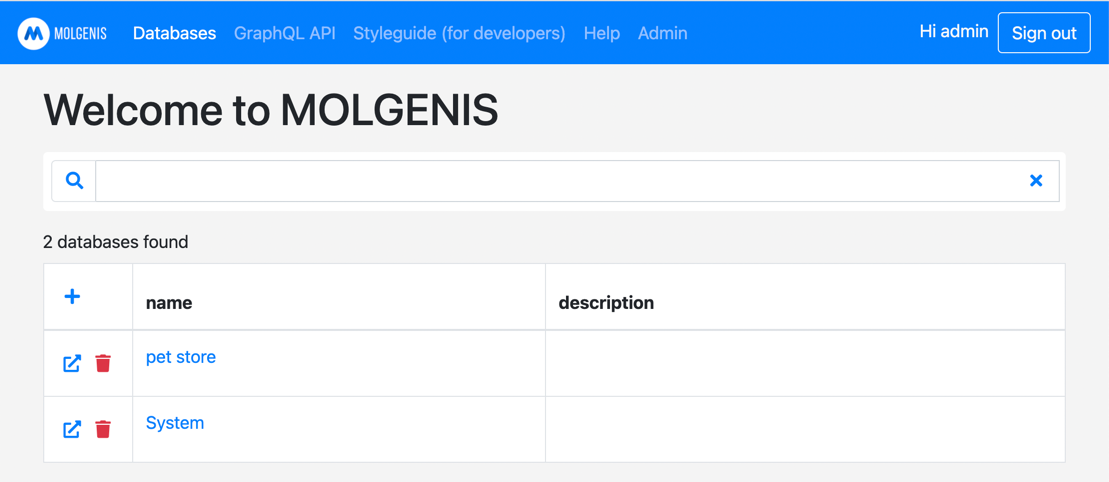 MOLGENIS Databases GraphQL API Styleguide (for developers) Help Admin Hi admin Sign out
Welcome to MOLGENIS
2 databases found
name description
pet store
System